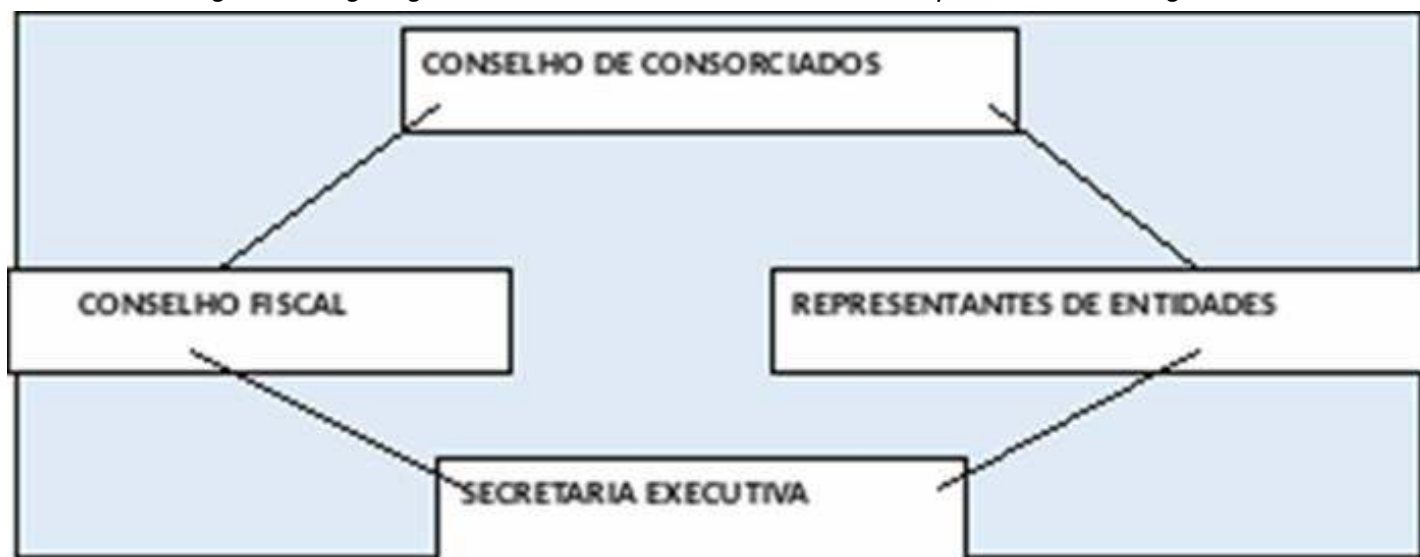 CONSELHO DE CONSORCIADOS
CONSELHO FISCAL
REPRESENTANTES DE ENTIDADES
SECRETARIA EXECUTIVA